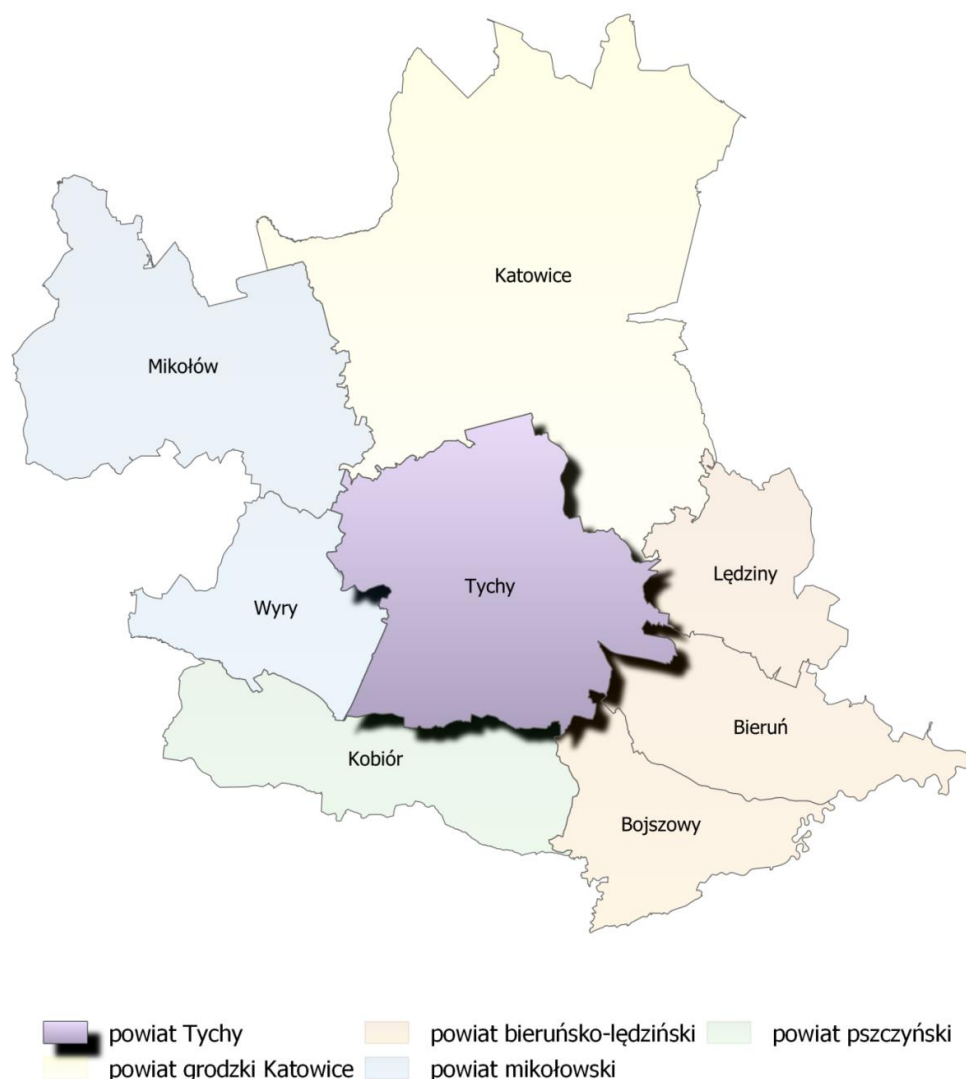 Katowice
Mikołów
Tychy
Lędziny
Wyry
Bieruń
Kobiór
Bojszowy
powiat Tychy
powiat bieruńsko-lędziński
powiat pszczyński
powiat grodzki Katowice
powiat mikołowski